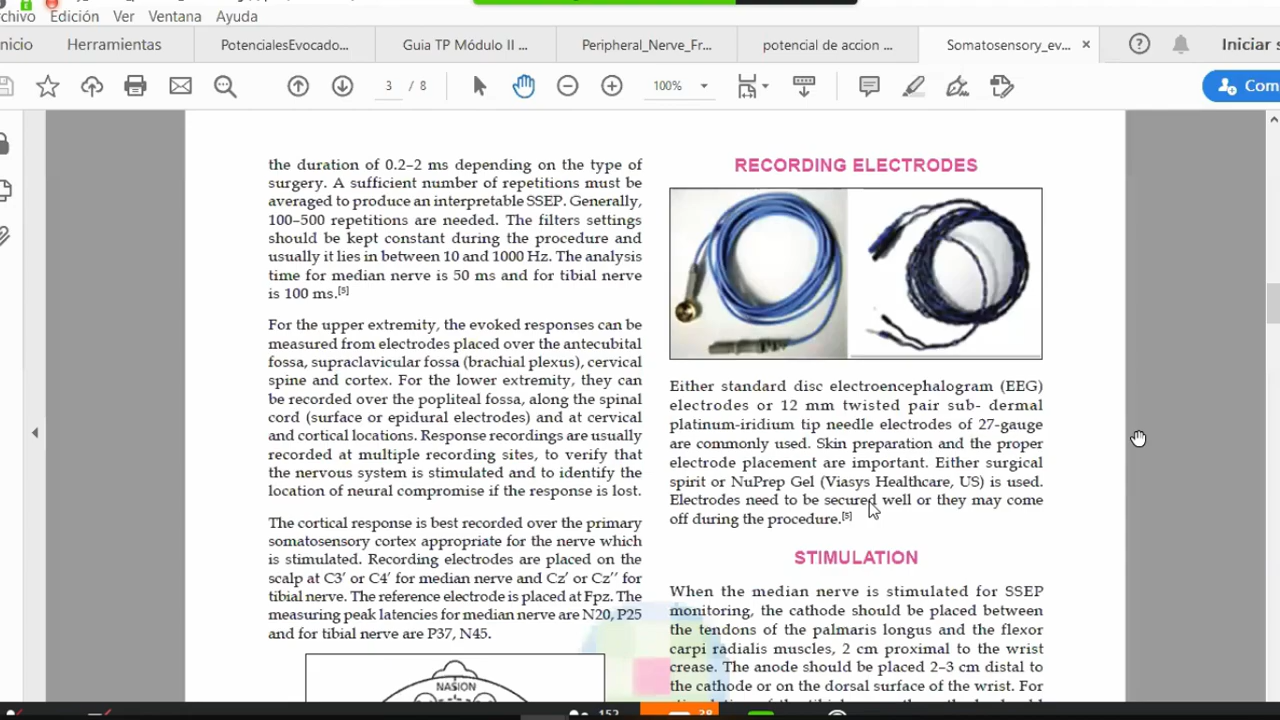 Edición Ver Ventana Ayuda
Herramientas PotencialesEvocado... Guia TP Módulo II ... Peripheral_Nerve_Fr... potencial de accion ... Somatosensory_ev... × Iniciar
3 / 8 100%
the duration of 0.2–2 ms depending on the type of
surgery. A sufficient number of repetitions must be
averaged to produce an interpretable SSEP. Generally,
100–500 repetitions are needed. The filters settings
should be kept constant during the procedure and
usually it lies in between 10 and 1000 Hz. The analysis
time for median nerve is 50 ms and for tibial nerve
is 100 ms.[5]
For the upper extremity, the evoked responses can be
measured from electrodes placed over the antecubital
fossa, supraclavicular fossa (brachial plexus), cervical
spine and cortex. For the lower extremity, they can
be recorded over the popliteal fossa, along the spinal
cord (surface or epidural electrodes) and at cervical
and cortical locations. Response recordings are usually
recorded at multiple recording sites, to verify that
the nervous system is stimulated and to identify the
location of neural compromise if the response is lost.
The cortical response is best recorded over the primary
somatosensory cortex appropriate for the nerve which
is stimulated. Recording electrodes are placed on the
scalp at C3′ or C4′ for median nerve and Cz′ or Cz″ for
tibial nerve. The reference electrode is placed at Fpz. The
measuring peak latencies for median nerve are N20, P25
and for tibial nerve are P37, N45.
NASION
RECORDING ELECTRODES
Either standard disc electroencephalogram (EEG)
electrodes or 12 mm twisted pair sub- dermal
platinum-iridium tip needle electrodes of 27-gauge
are commonly used. Skin preparation and the proper
electrode placement are important. Either surgical
spirit or NuPrep Gel (Viasys Healthcare, US) is used.
Electrodes need to be secured well or they may come
off during the procedure.[5]
STIMULATION
When the median nerve is stimulated for SSEP
monitoring, the cathode should be placed between
the tendons of the palmaris longus and the flexor
carpi radialis muscles, 2 cm proximal to the wrist
crease. The anode should be placed 2–3 cm distal to
the cathode or on the dorsal surface of the wrist. For